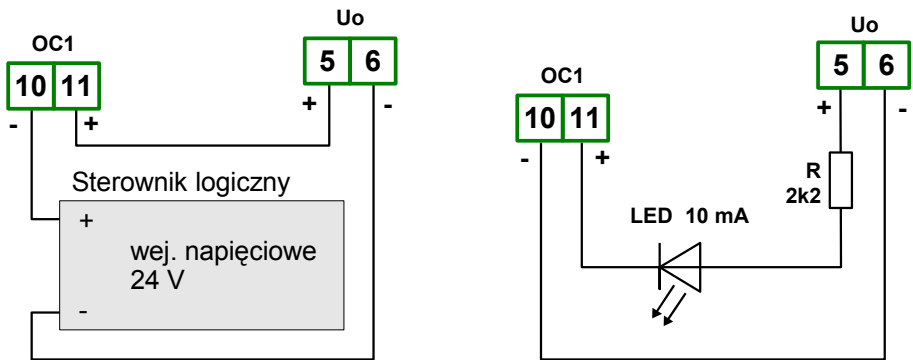 OC1
10 11
- +
Uo
5 6
+ -
Sterownik logiczny
+
wej. napięciowe
24 V
-
OC1
10 11
- +
Uo
5 6
+ -
R
2k2
LED 10 mA